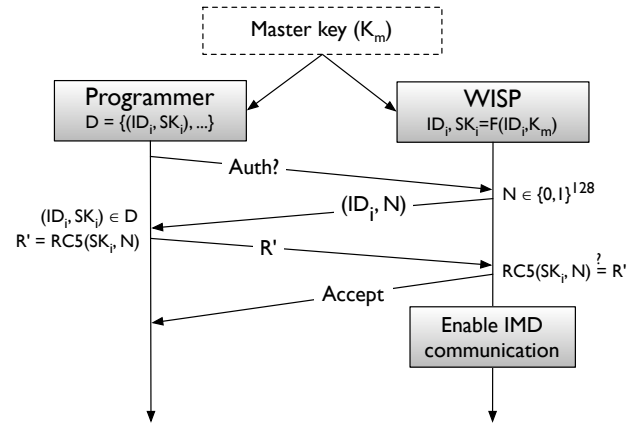 Master key (Kₘ)
Programmer
D = {(IDᵢ, SKᵢ), ...}
WISP
IDᵢ, SKᵢ=F(IDᵢ,Kₘ)
Auth?
N ∈ {0,1}¹²⁸
(IDᵢ, N)
(IDᵢ, SKᵢ) ∈ D
R' = RC5(SKᵢ, N)
R'
RC5(SKᵢ, N) ≟ R'
Accept
Enable IMD
communication